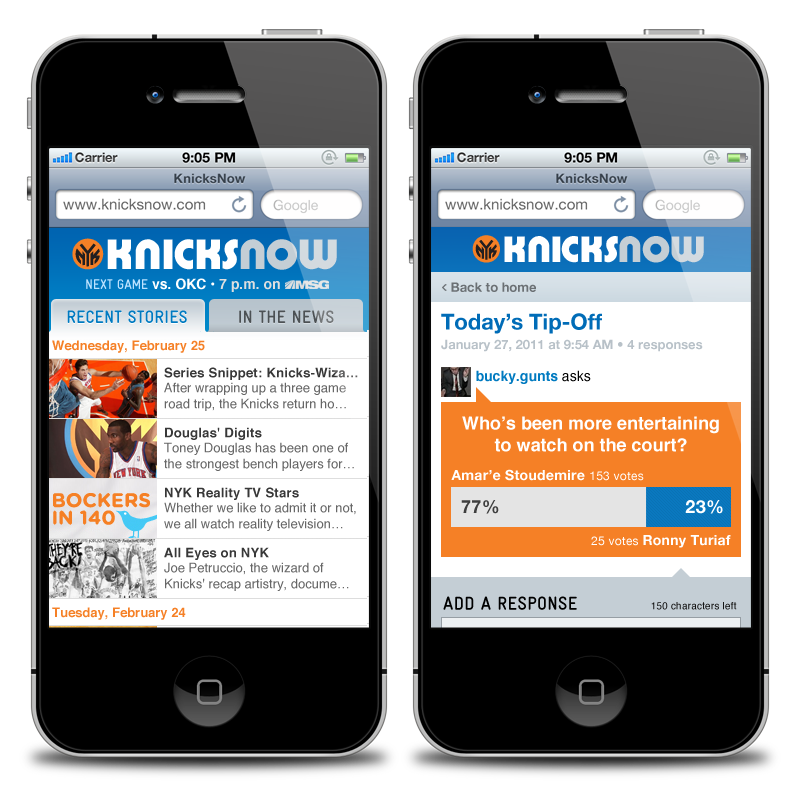 Carrier 9:05 PM
KnicksNow
www.knicksnow.com Google
NYK KNICKSNOW
NEXT GAME vs. OKC • 7 p.m. on MSG
RECENT STORIES IN THE NEWS
Wednesday, February 25
Series Snippet: Knicks-Wiza...
After wrapping up a three game
road trip, the Knicks return ho...
Douglas' Digits
Toney Douglas has been one of
the strongest bench players for...
NEW YORK
BOCKERS
IN 140
NYK Reality TV Stars
Whether we like to admit it or not,
we all watch reality television...
THEY'RE
BACK!
All Eyes on NYK
Joe Petruccio, the wizard of
Knicks' recap artistry, docume...
Tuesday, February 24
Carrier 9:05 PM
KnicksNow
www.knicksnow.com Google
NYK KNICKSNOW
‹ Back to home
Today's Tip-Off
January 27, 2011 at 9:54 AM • 4 responses
bucky.gunts asks
Who's been more entertaining
to watch on the court?
Amar'e Stoudemire 153 votes
77% 23%
25 votes Ronny Turiaf
ADD A RESPONSE 150 characters left